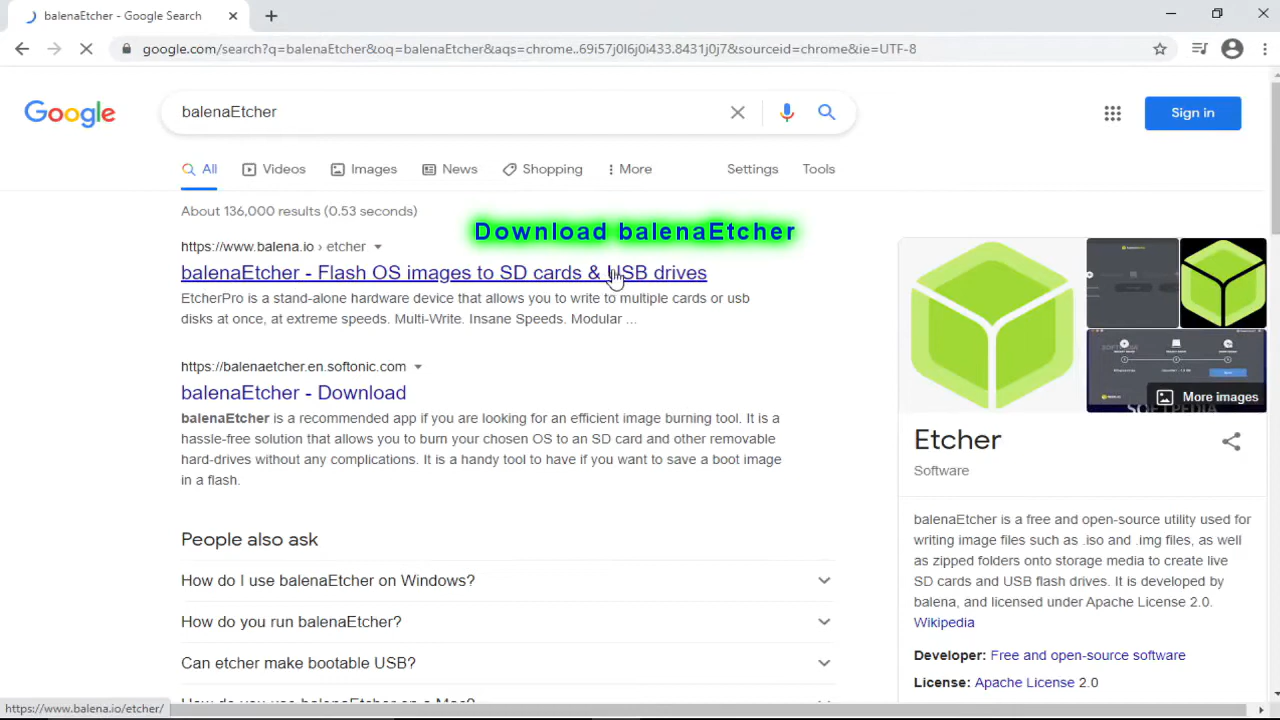 balenaEtcher - Google Search
google.com/search?q=balenaEtcher&oq=balenaEtcher&aqs=chrome..69i57j0l6j0i433.8431j0j7&sourceid=chrome&ie=UTF-8
Google
balenaEtcher
Sign in
All
Videos
Images
News
Shopping
More
Settings
Tools
About 136,000 results (0.53 seconds)
Download balenaEtcher
https://www.balena.io › etcher
balenaEtcher - Flash OS images to SD cards & USB drives
EtcherPro is a stand-alone hardware device that allows you to write to multiple cards or usb
disks at once, at extreme speeds. Multi-Write. Insane Speeds. Modular ...
https://balenaetcher.en.softonic.com
balenaEtcher - Download
balenaEtcher is a recommended app if you are looking for an efficient image burning tool. It is a
hassle-free solution that allows you to burn your chosen OS to an SD card and other removable
hard-drives without any complications. It is a handy tool to have if you want to save a boot image
in a flash.
People also ask
How do I use balenaEtcher on Windows?
How do you run balenaEtcher?
Can etcher make bootable USB?
How do you use balenaEtcher on a Mac?
SOFTPEDIA
More images
Etcher
Software
balenaEtcher is a free and open-source utility used for
writing image files such as .iso and .img files, as well
as zipped folders onto storage media to create live
SD cards and USB flash drives. It is developed by
balena, and licensed under Apache License 2.0.
Wikipedia
Developer: Free and open-source software
License: Apache License 2.0
https://www.balena.io/etcher/